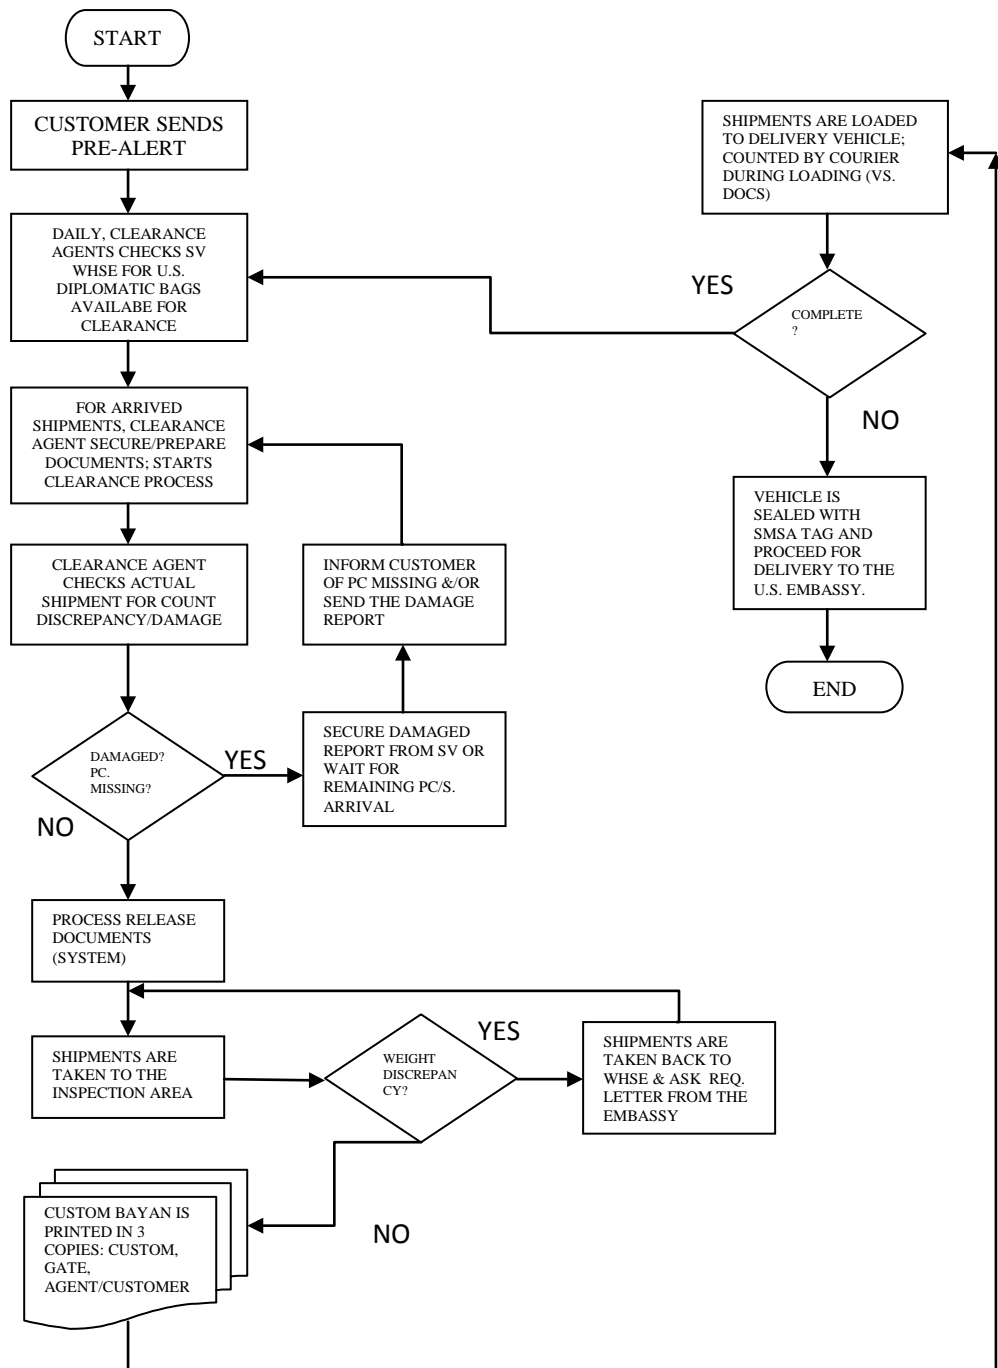 START
CUSTOMER SENDS
PRE-ALERT
DAILY, CLEARANCE
AGENTS CHECKS SV
WHSE FOR U.S.
DIPLOMATIC BAGS
AVAILABE FOR
CLEARANCE
FOR ARRIVED
SHIPMENTS, CLEARANCE
AGENT SECURE/PREPARE
DOCUMENTS; STARTS
CLEARANCE PROCESS
CLEARANCE AGENT
CHECKS ACTUAL
SHIPMENT FOR COUNT
DISCREPANCY/DAMAGE
INFORM CUSTOMER
OF PC MISSING &/OR
SEND THE DAMAGE
REPORT
DAMAGED?
PC.
MISSING?
YES
NO
SECURE DAMAGED
REPORT FROM SV OR
WAIT FOR
REMAINING PC/S.
ARRIVAL
PROCESS RELEASE
DOCUMENTS
(SYSTEM)
SHIPMENTS ARE
TAKEN TO THE
INSPECTION AREA
WEIGHT
DISCREPAN
CY?
YES
SHIPMENTS ARE
TAKEN BACK TO
WHSE & ASK  REQ.
LETTER FROM THE
EMBASSY
NO
CUSTOM BAYAN IS
PRINTED IN 3
COPIES: CUSTOM,
GATE,
AGENT/CUSTOMER
SHIPMENTS ARE LOADED
TO DELIVERY VEHICLE;
COUNTED BY COURIER
DURING LOADING (VS.
DOCS)
YES
COMPLETE
?
NO
VEHICLE IS
SEALED WITH
SMSA TAG AND
PROCEED FOR
DELIVERY TO THE
U.S. EMBASSY.
END